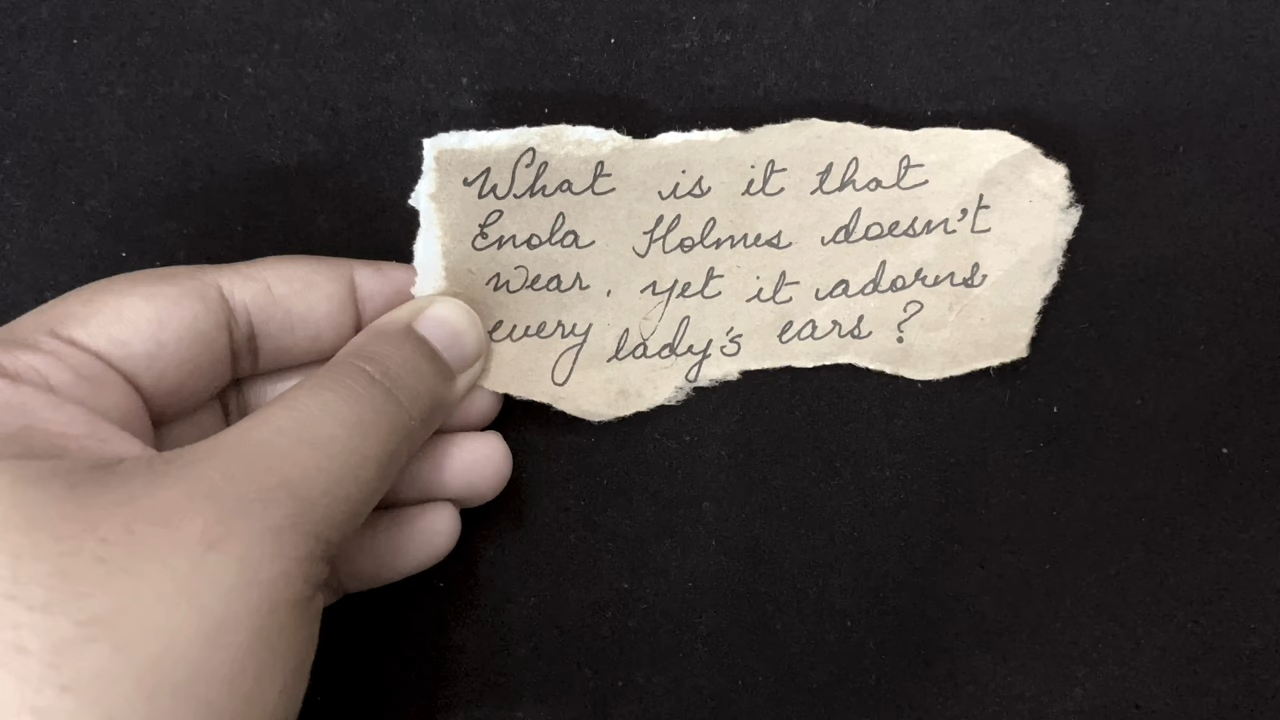 What is it that
Enola Holmes doesn't
wear, yet it adorns
every lady's ears ?